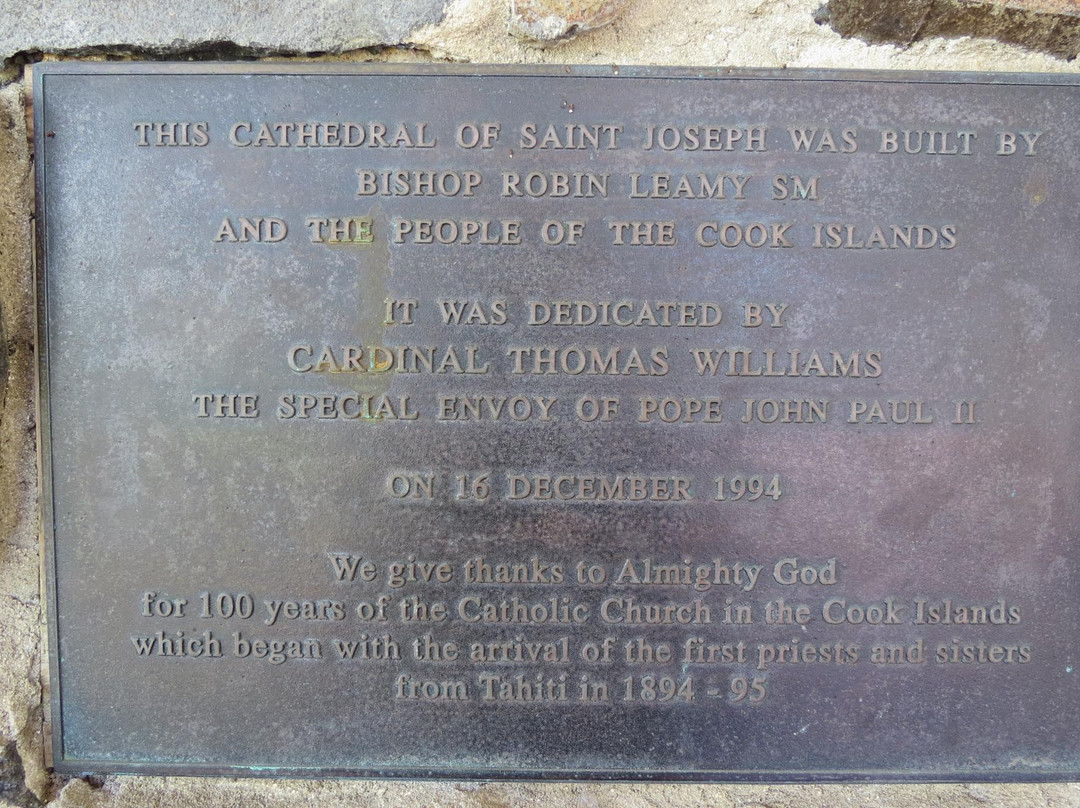 THIS CATHEDRAL OF SAINT JOSEPH WAS BUILT BY
BISHOP ROBIN LEAMY SM
AND THE PEOPLE OF THE COOK ISLANDS
IT WAS DEDICATED BY
CARDINAL THOMAS WILLIAMS
THE SPECIAL ENVOY OF POPE JOHN PAUL II
ON 16 DECEMBER 1994
We give thanks to Almighty God
for 100 years of the Catholic Church in the Cook Islands
which began with the arrival of the first priests and sisters
from Tahiti in 1894 - 95